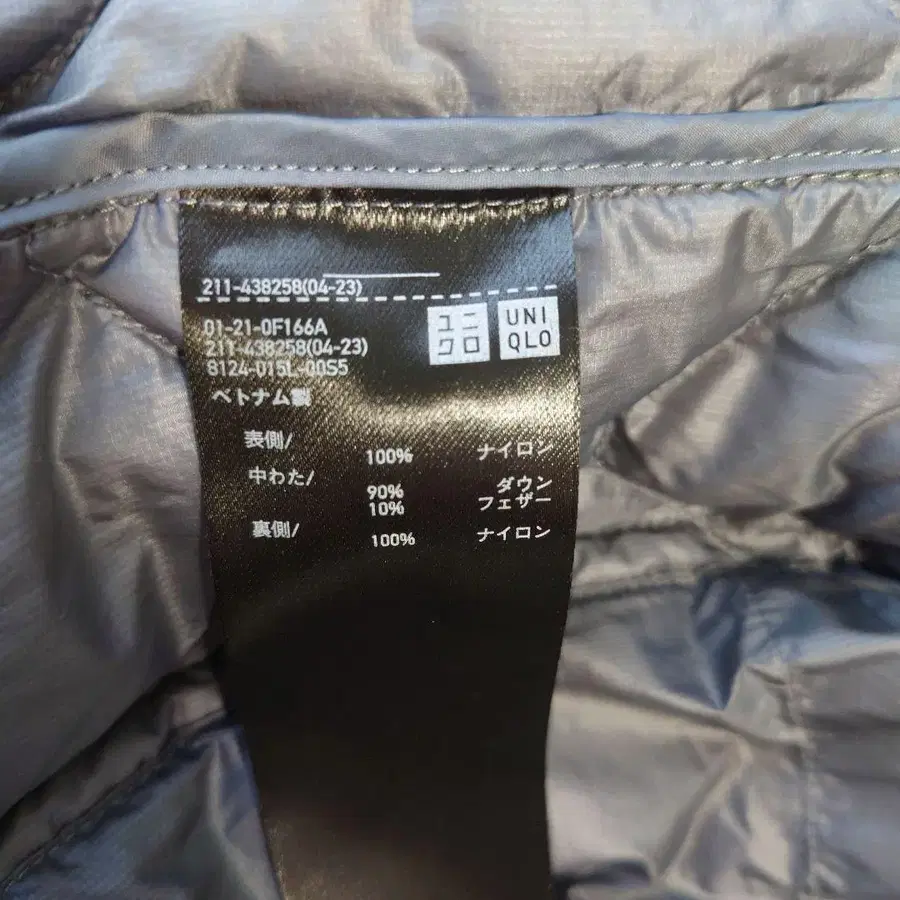 211-438258(04-23)
01-21-0F166A
211-438258(04-23)
8124-015L-00S5
ユニ
クロ
UNI
QLO
ベトナム製
表側/ 100% ナイロン
中わた/ 90% ダウン
10% フェザー
裏側/ 100% ナイロン